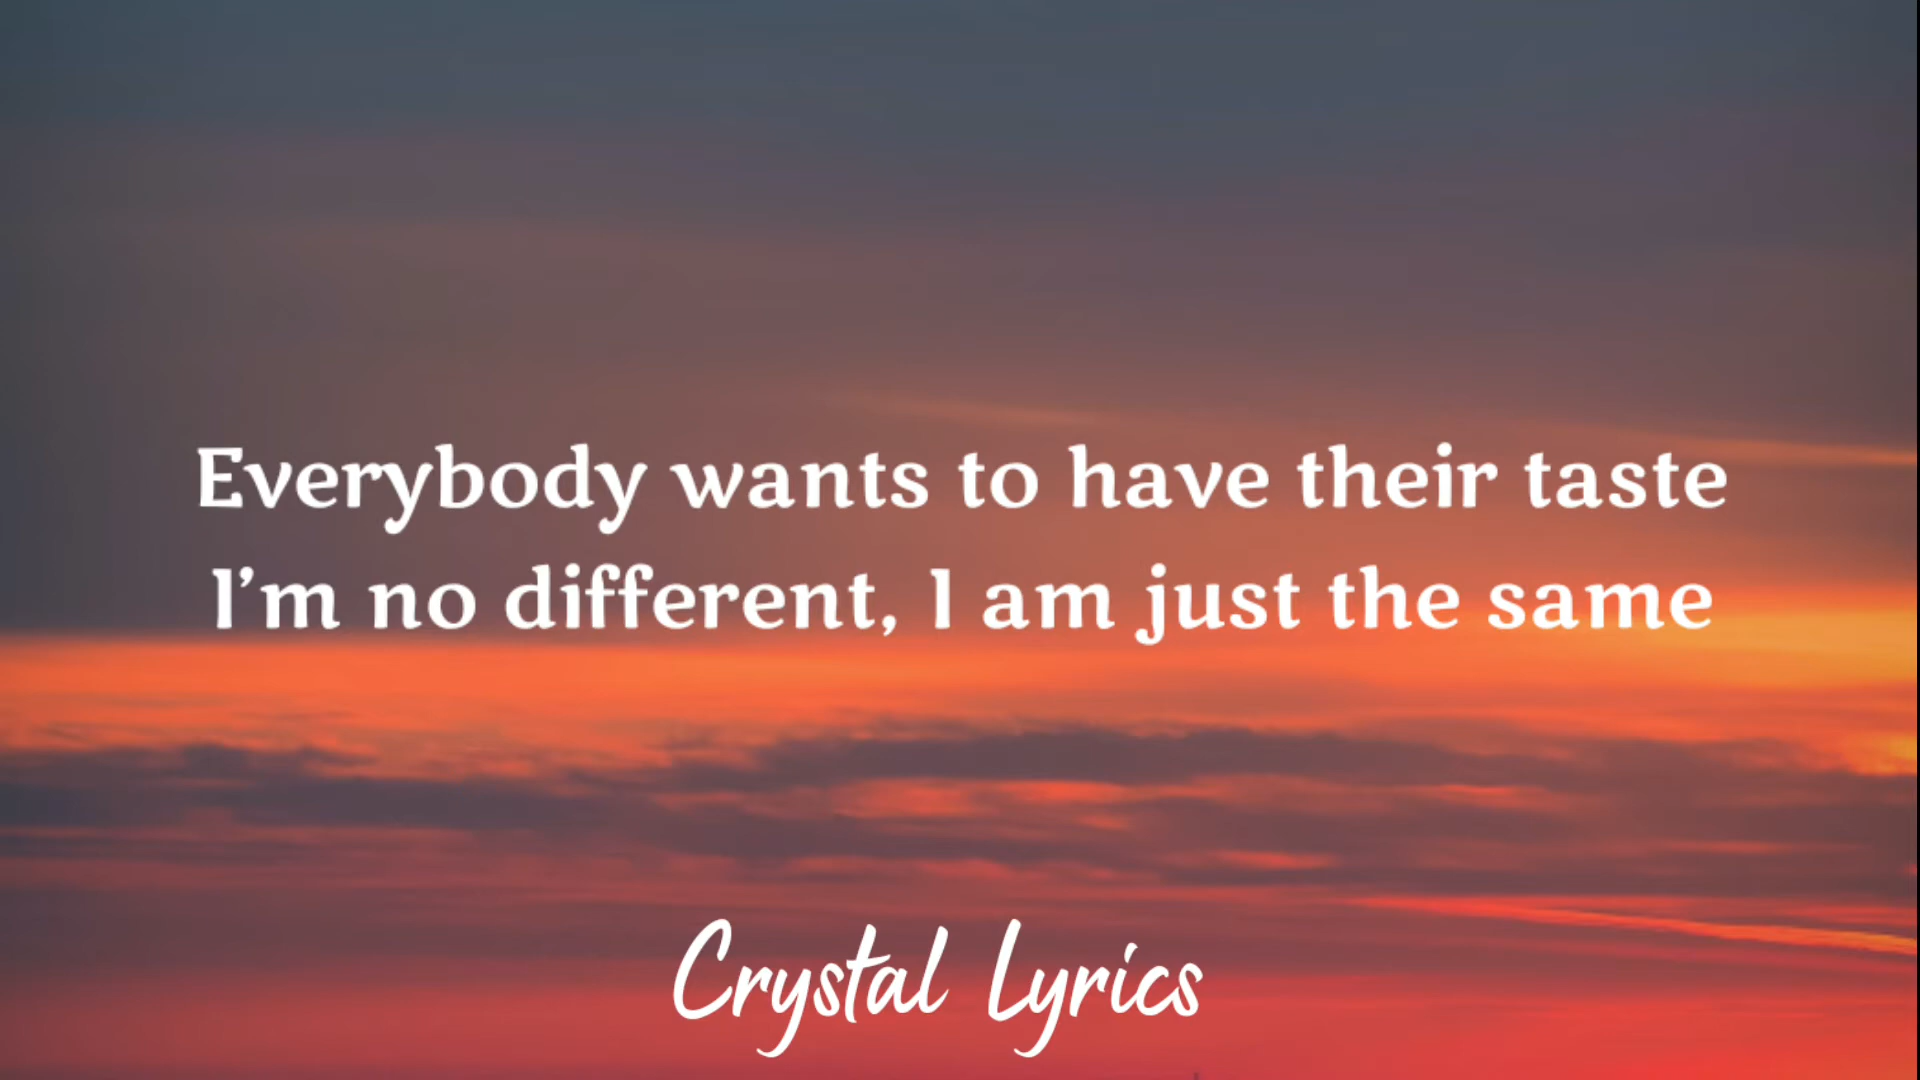 Everybody wants to have their taste
I'm no different, I am just the same
Crystal Lyrics